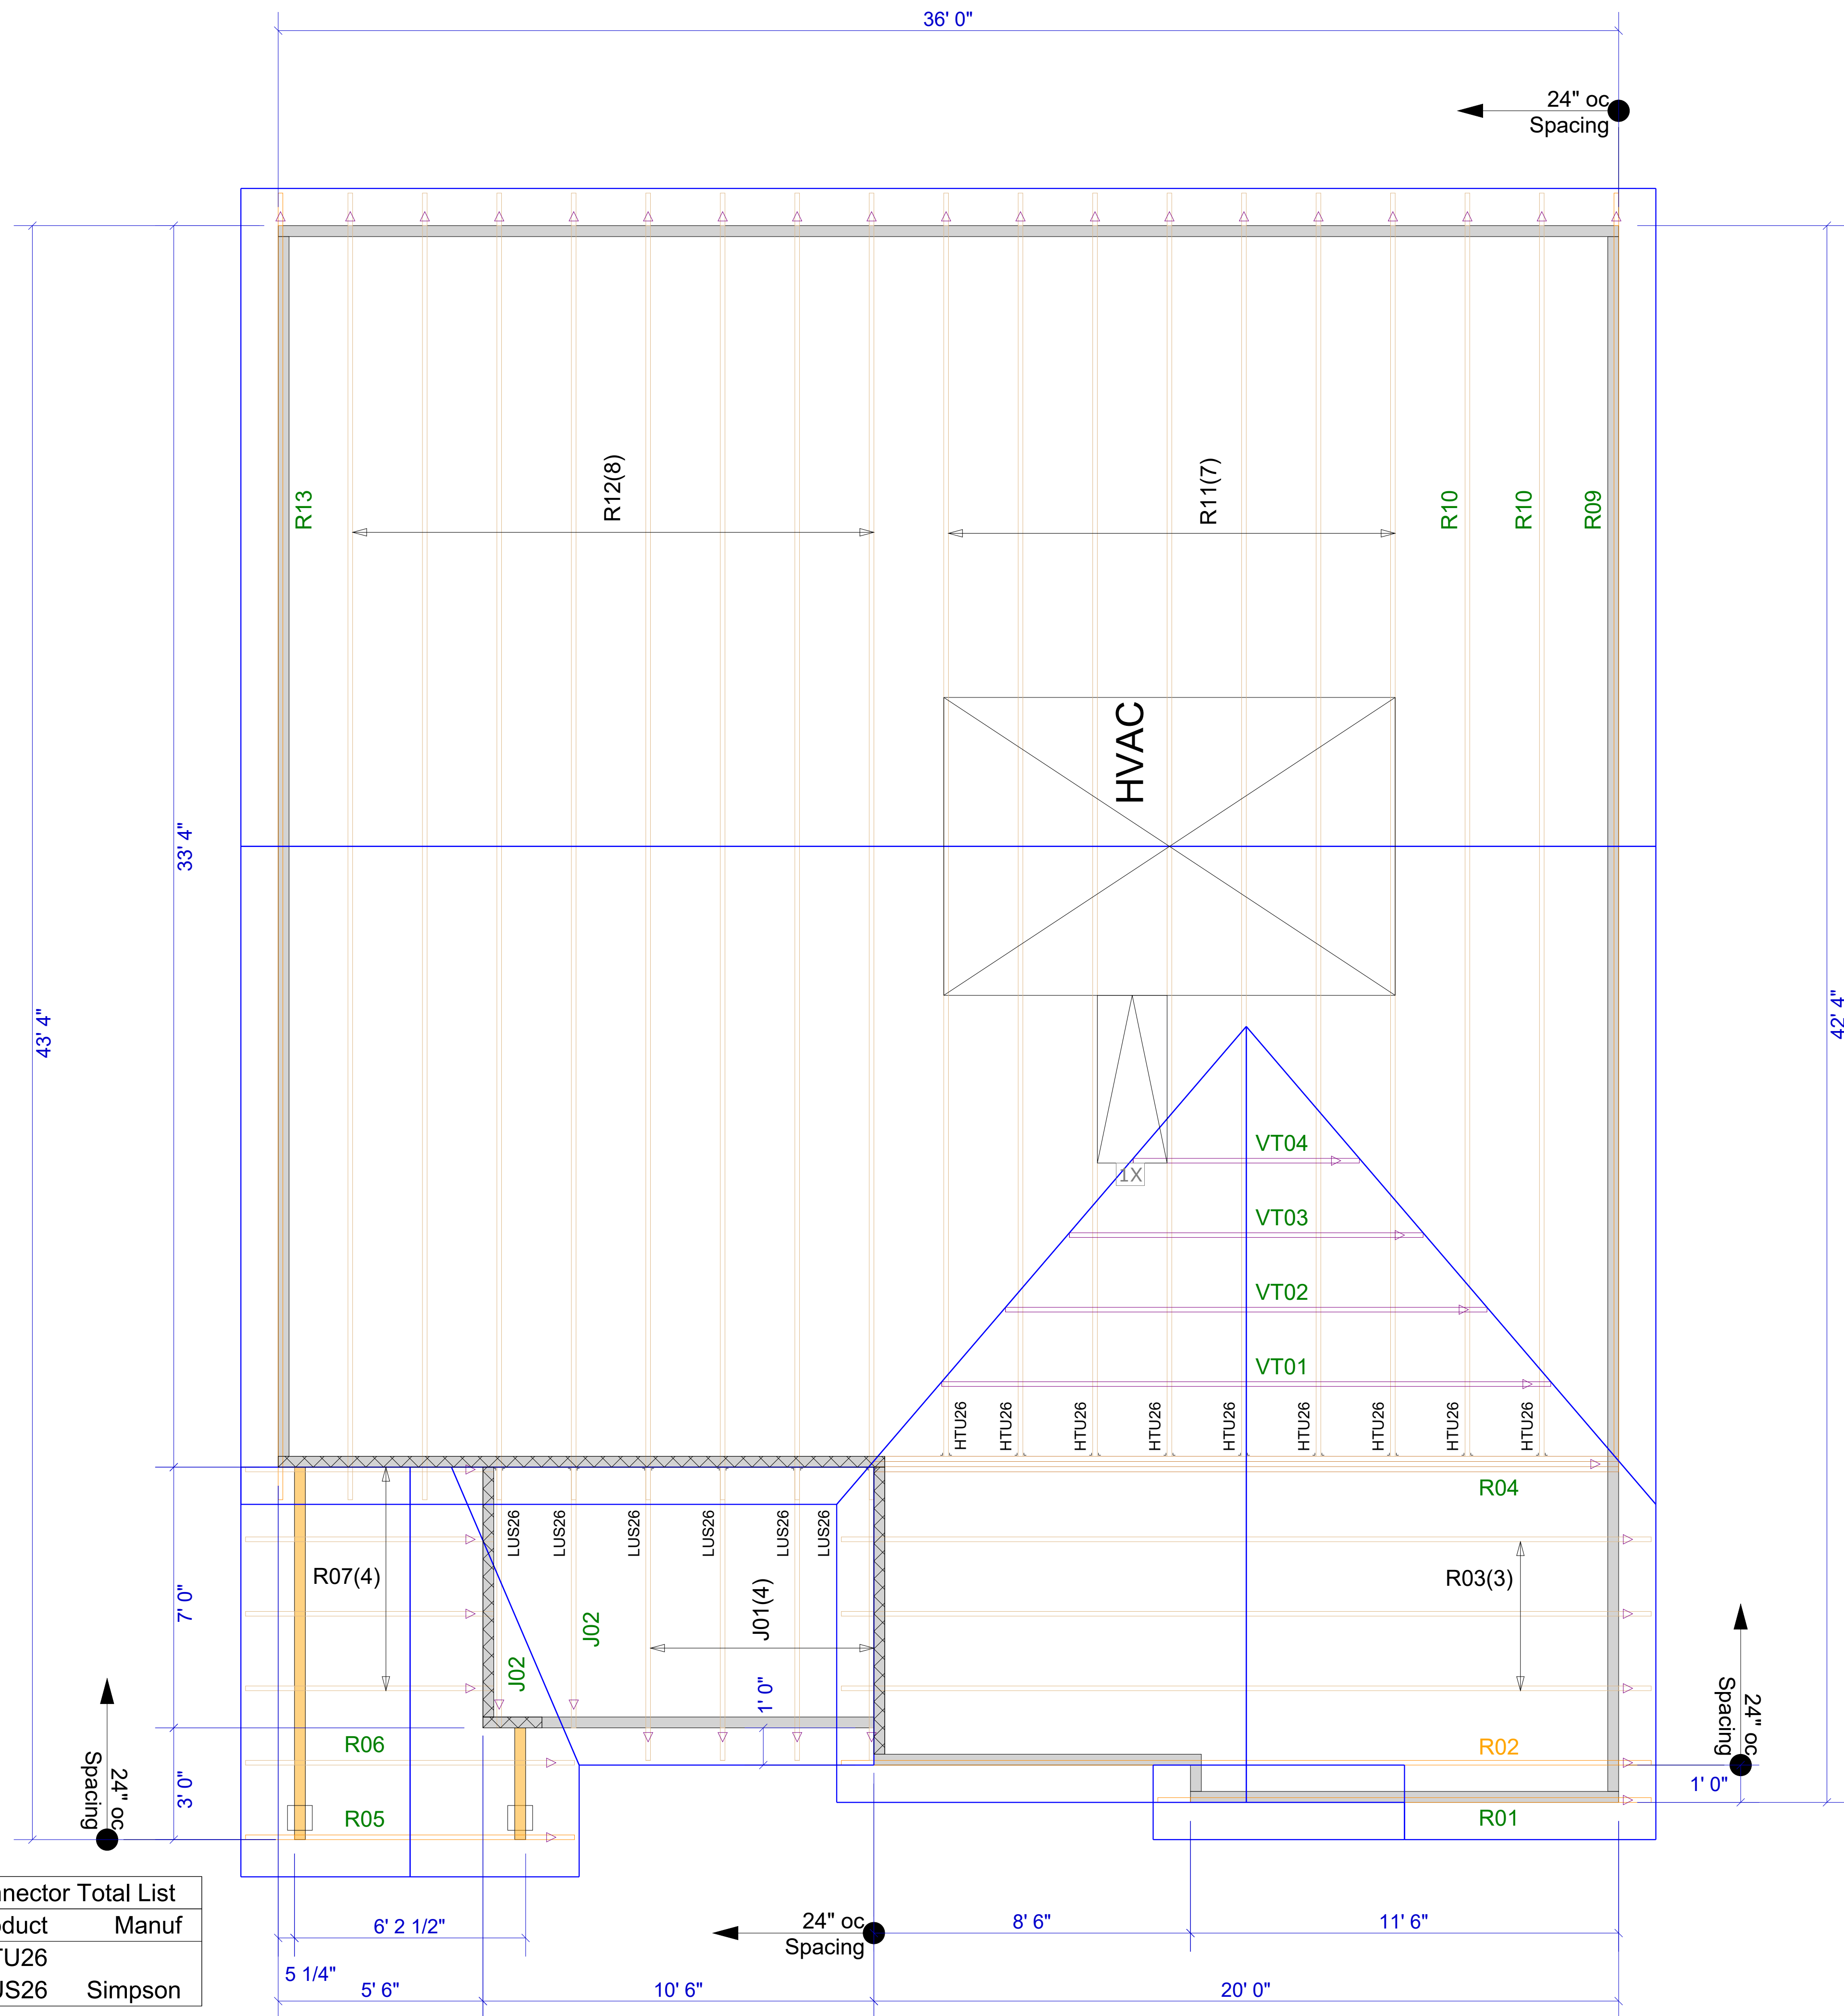 36' 0"
24" oc
Spacing
R13
R12(8)
R11(7)
R10
R10
R09
HVAC
33' 4"
43' 4"
42' 4"
VT04
1X
VT03
VT02
VT01
HTU26
HTU26
HTU26
HTU26
HTU26
HTU26
HTU26
HTU26
HTU26
R04
LUS26
LUS26
LUS26
LUS26
LUS26
LUS26
R07(4)
R03(3)
7' 0"
J02
J02
J01(4)
1' 0"
24" oc
Spacing
24" oc
Spacing
R06
R02
3' 0"
1' 0"
R05
R01
nnector Total List
Manuf
TU26
US26 Simpson
6' 2 1/2"
24" oc
Spacing
8' 6"
11' 6"
5 1/4"
5' 6"
10' 6"
20' 0"